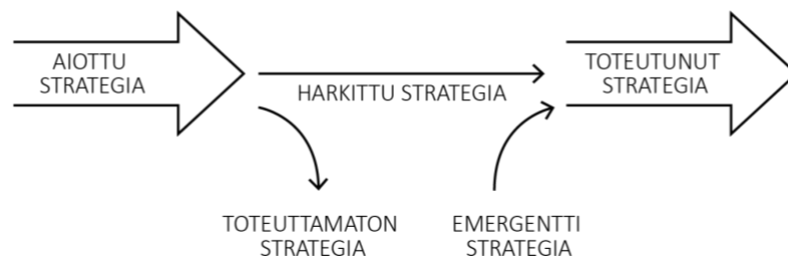 AIOTTU
STRATEGIA
HARKITTU STRATEGIA
TOTEUTUNUT
STRATEGIA
TOTEUTTAMATON
STRATEGIA
EMERGENTTI
STRATEGIA